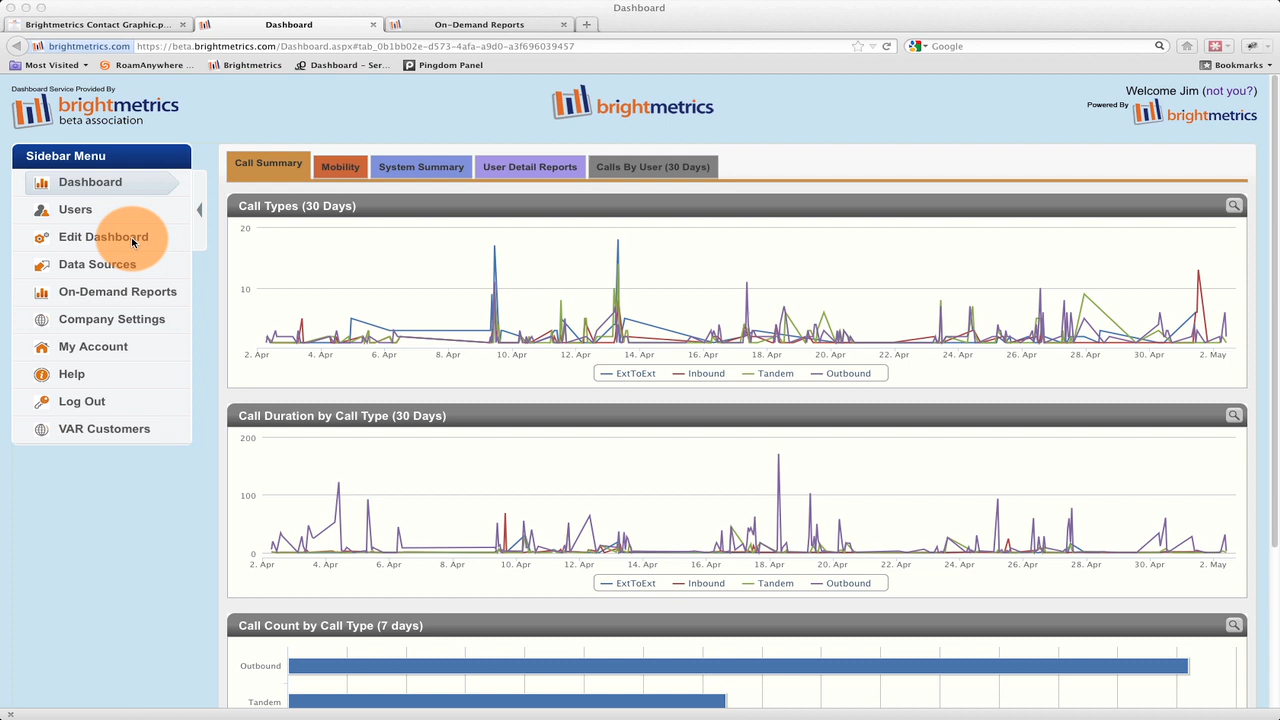 Dashboard
Brightmetrics Contact Graphic.p...
Dashboard
On-Demand Reports
brightmetrics.com
https://beta.brightmetrics.com/Dashboard.aspx#tab_0b1bb02e-d573-4afa-a9d0-a3f696039457
Google
Most Visited
RoamAnywhere ...
Brightmetrics
Dashboard – Ser...
Pingdom Panel
Bookmarks
Dashboard Service Provided By
brightmetrics
beta association
brightmetrics
Welcome Jim (not you?)
Powered By
brightmetrics
Sidebar Menu
Dashboard
Users
Edit Dashboard
Data Sources
On-Demand Reports
Company Settings
My Account
Help
Log Out
VAR Customers
Call Summary
Mobility
System Summary
User Detail Reports
Calls By User (30 Days)
Call Types (30 Days)
20
10
2. Apr 4. Apr 6. Apr 8. Apr 10. Apr 12. Apr 14. Apr 16. Apr 18. Apr 20. Apr 22. Apr 24. Apr 26. Apr 28. Apr 30. Apr 2. May
ExtToExt Inbound Tandem Outbound
Call Duration by Call Type (30 Days)
200
100
0
2. Apr 4. Apr 6. Apr 8. Apr 10. Apr 12. Apr 14. Apr 16. Apr 18. Apr 20. Apr 22. Apr 24. Apr 26. Apr 28. Apr 30. Apr 2. May
ExtToExt Inbound Tandem Outbound
Call Count by Call Type (7 days)
Outbound
Tandem